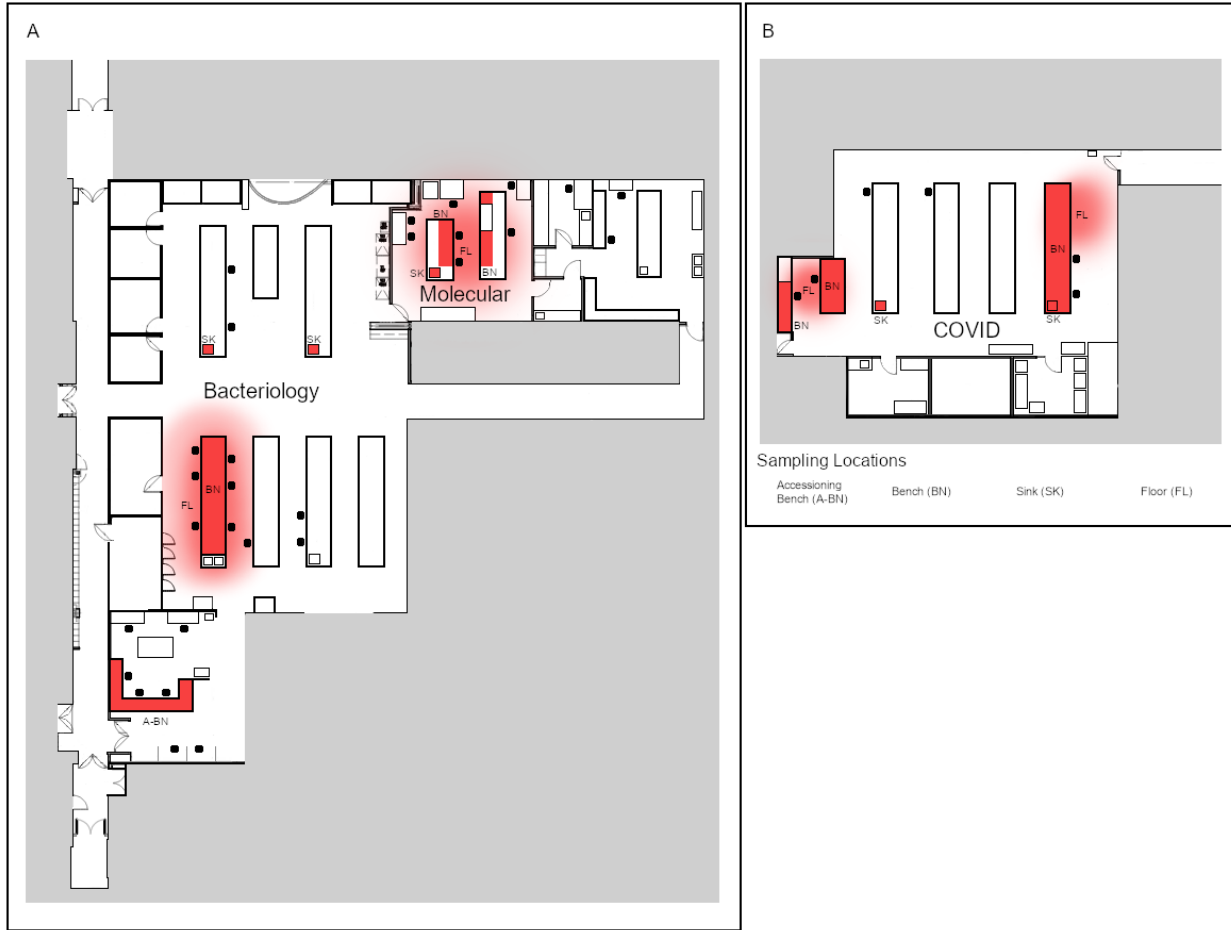 A
BN
FL
SK
BN
Molecular
SK
SK
Bacteriology
BN
FL
A-BN
B
FL
BN
FL
BN
BN
SK
COVID
SK
Sampling Locations
Accessioning
Bench (A-BN)
Bench (BN)
Sink (SK)
Floor (FL)